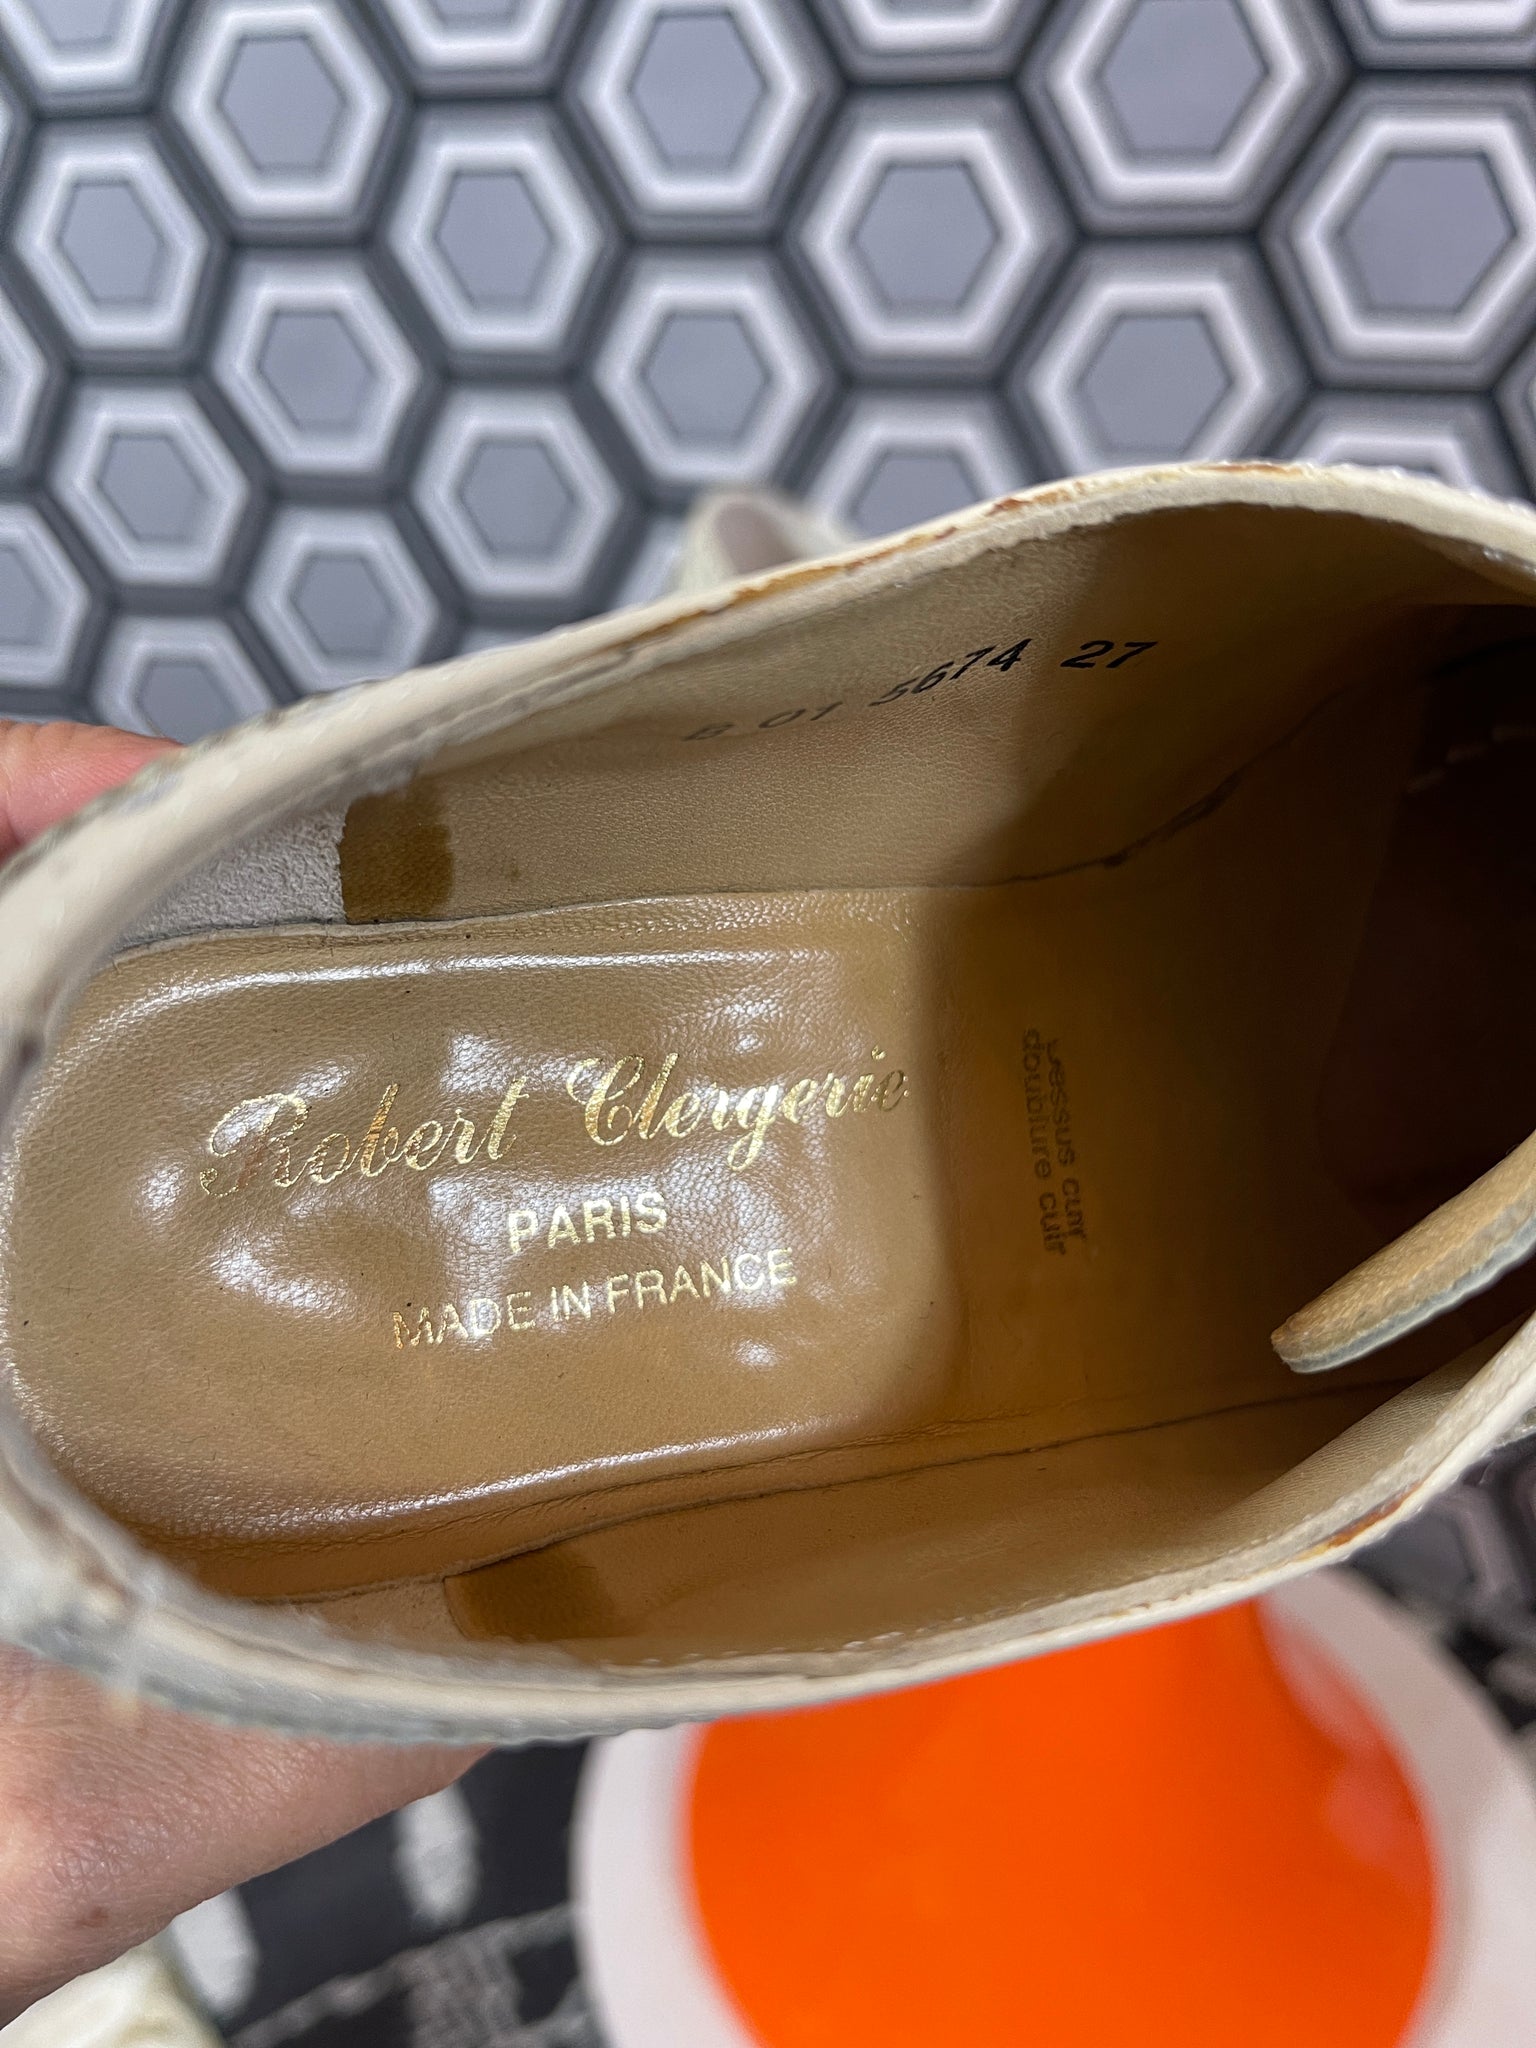 B 01 5674 27
Robert Clergerie
PARIS
MADE IN FRANCE
dessus cuir
doublure cuir